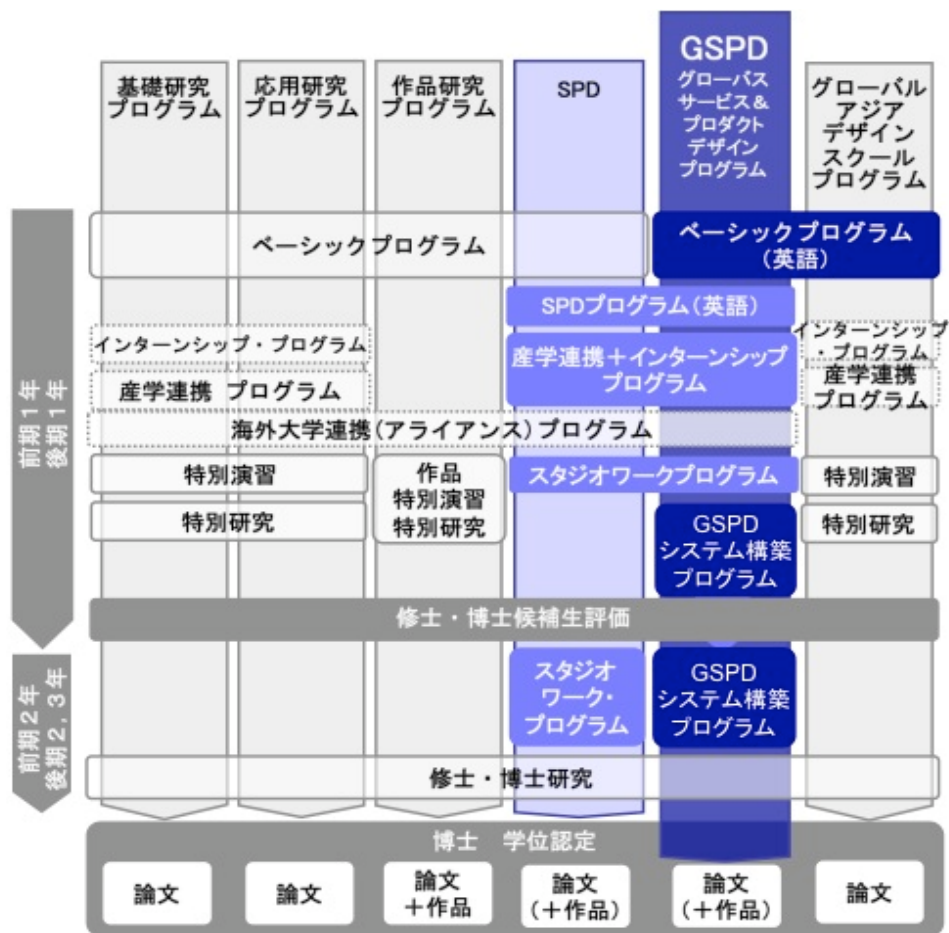 基礎研究
プログラム
応用研究
プログラム
作品研究
プログラム
SPD
GSPD
グローバス
サービス＆
プロダクト
デザイン
プログラム
グローバル
アジア
デザイン
スクール
プログラム
前期１年
後期１年
ベーシックプログラム
ベーシックプログラム
（英語）
SPDプログラム（英語）
インターンシップ・プログラム
産学連携＋インターンシップ
プログラム
インターンシップ
・プログラム
産学連携 プログラム
産学連携
プログラム
海外大学連携（アライアンス）プログラム
特別演習
作品
特別演習
特別研究
スタジオワークプログラム
特別演習
特別研究
GSPD
システム構築
プログラム
特別研究
修士・博士候補生評価
前期２年
後期２，３年
スタジオ
ワーク・
プログラム
GSPD
システム構築
プログラム
修士・博士研究
博士　学位認定
論文
論文
論文
＋作品
論文
（＋作品）
論文
（＋作品）
論文